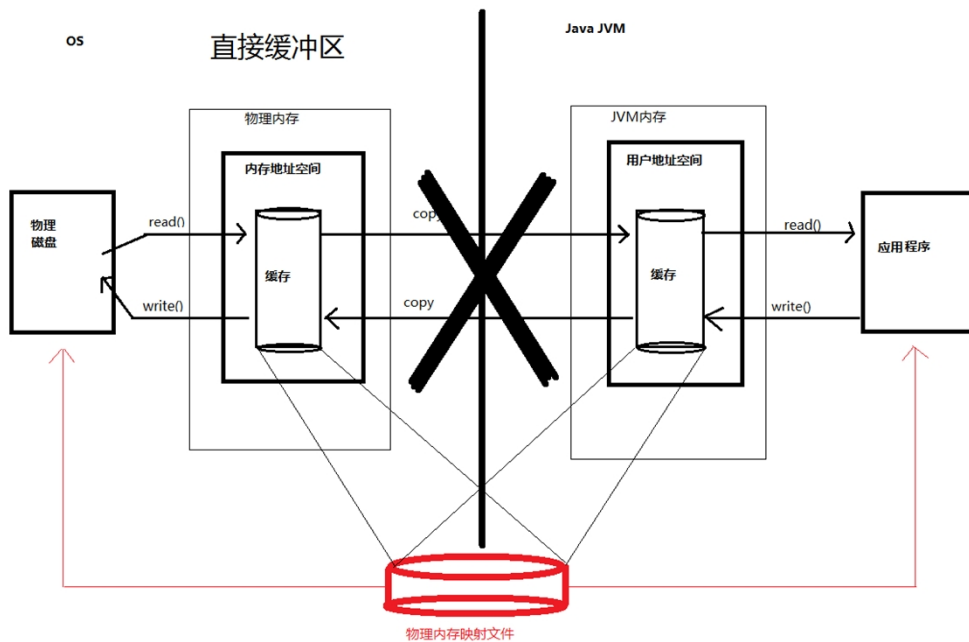 OS
直接缓冲区
Java JVM
物理内存
JVM内存
内存地址空间
用户地址空间
物理
磁盘
read()
copy
read()
缓存
缓存
应用程序
write()
copy
write()
物理内存映射文件